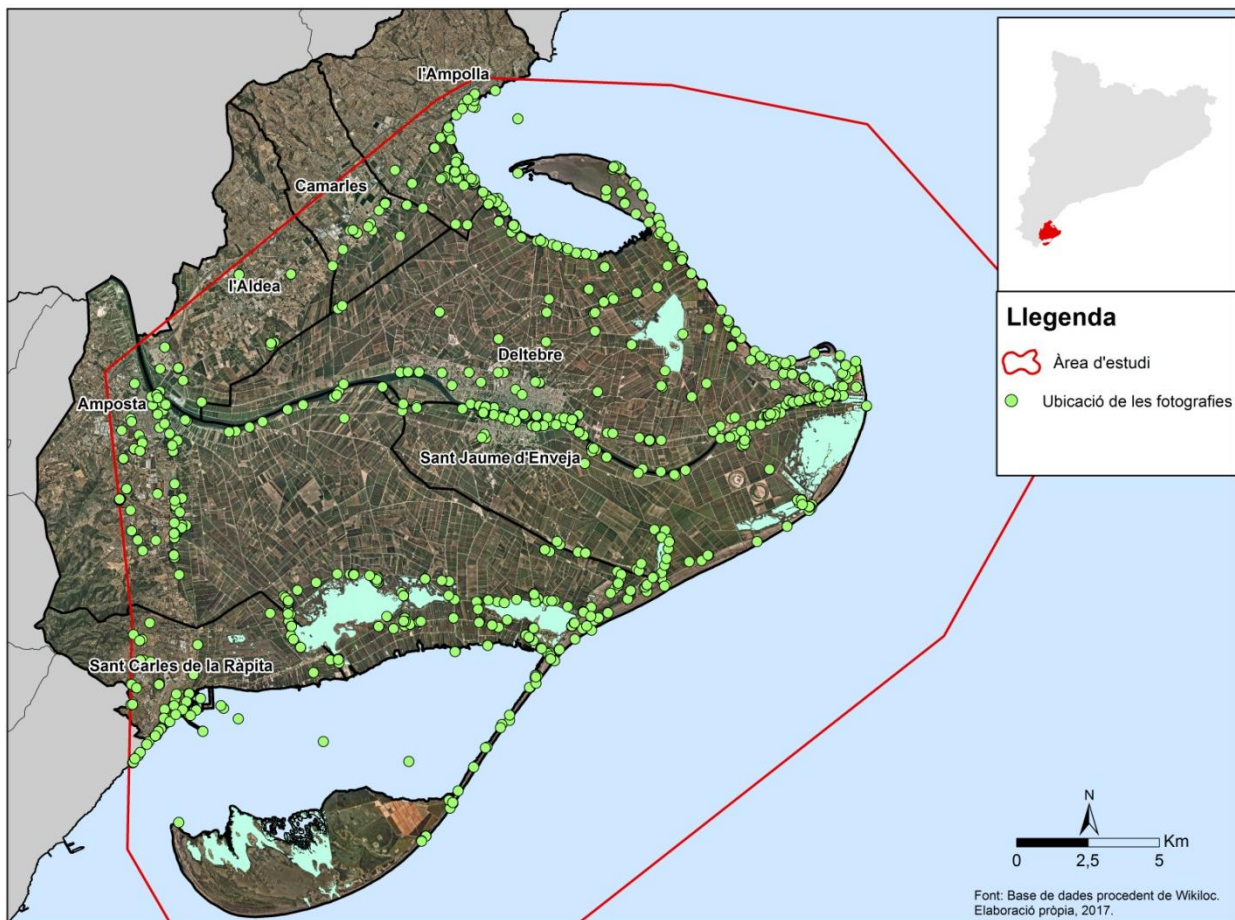 l'Ampolla
Camarles
l'Aldea
Deltebre
Amposta
Sant Jaume d'Enveja
Sant Carles de la Ràpita
Llegenda
Àrea d'estudi
Ubicació de les fotografies
N
Km
0 2,5 5
Font: Base de dades procedent de Wikiloc.
Elaboració pròpia, 2017.